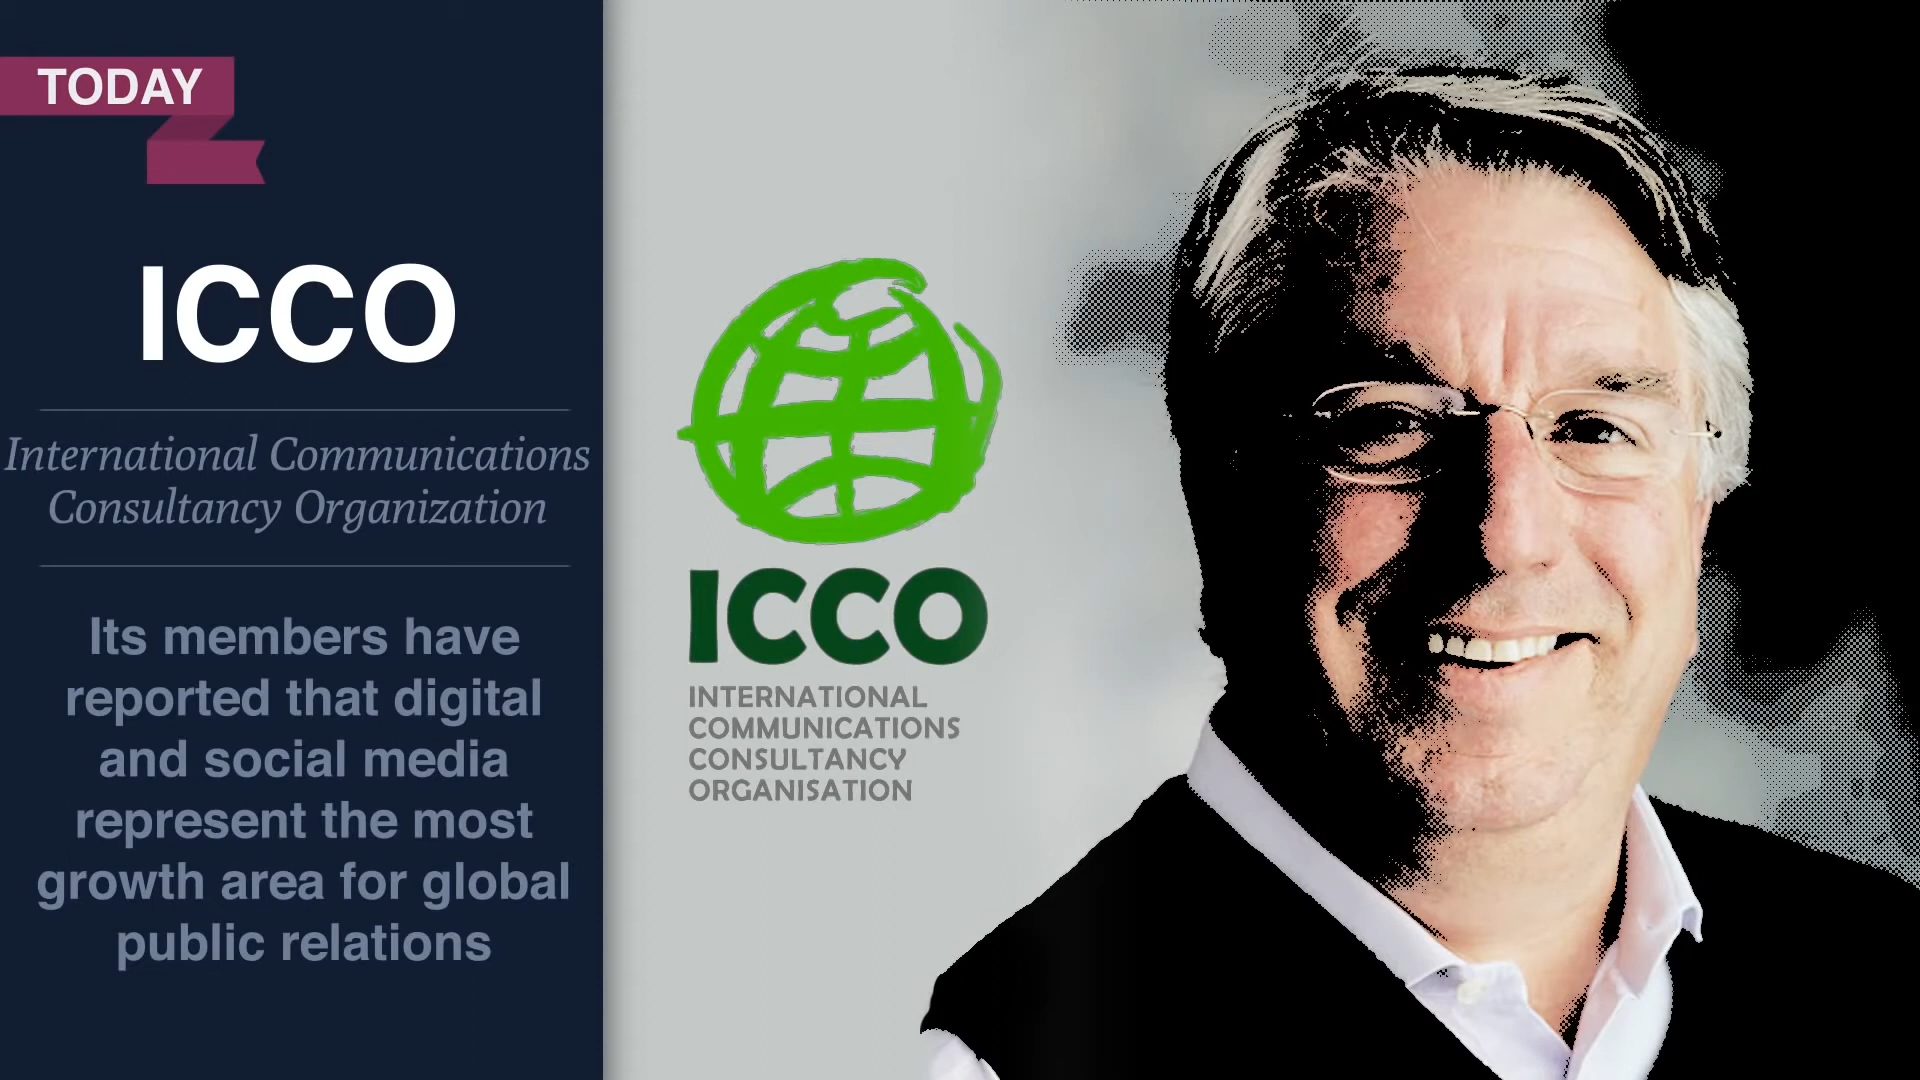 TODAY
ICCO
International Communications
Consultancy Organization
Its members have
reported that digital
and social media
represent the most
growth area for global
public relations
ICCO
INTERNATIONAL
COMMUNICATIONS
CONSULTANCY
ORGANISATION